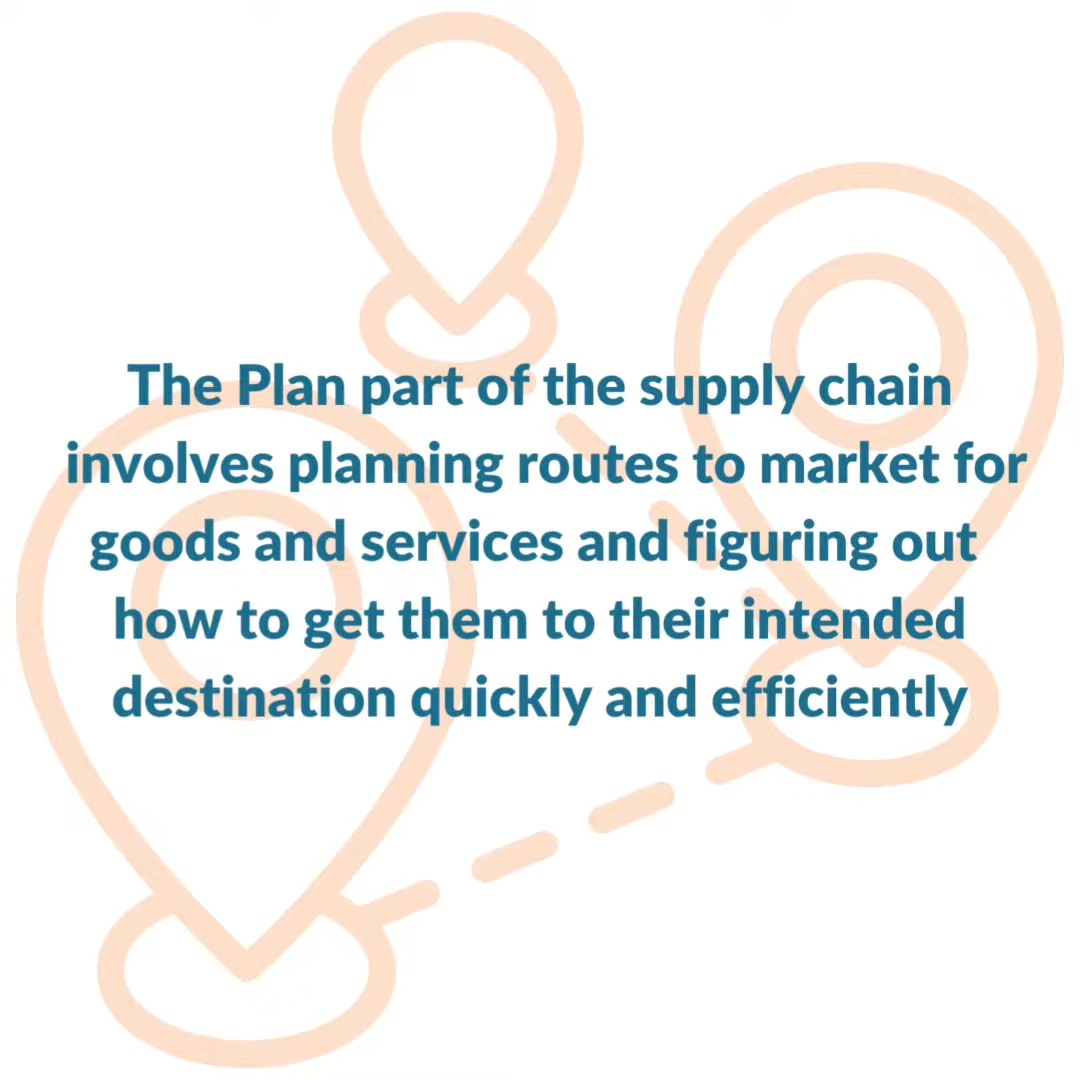 The Plan part of the supply chain
involves planning routes to market for
goods and services and figuring out
how to get them to their intended
destination quickly and efficiently